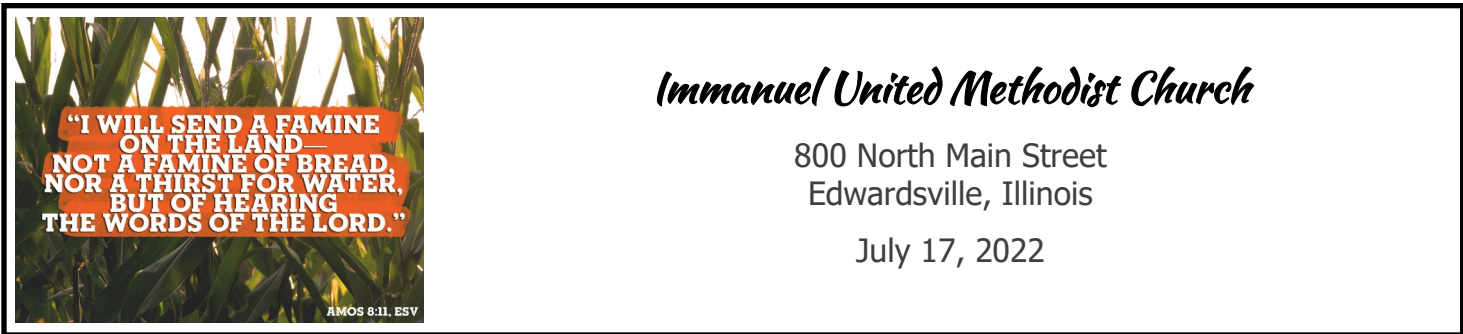 “I WILL SEND A FAMINE
ON THE LAND—
NOT A FAMINE OF BREAD,
NOR A THIRST FOR WATER,
BUT OF HEARING
THE WORDS OF THE LORD.”
AMOS 8:11, ESV
Immanuel United Methodist Church
800 North Main Street
Edwardsville, Illinois
July 17, 2022